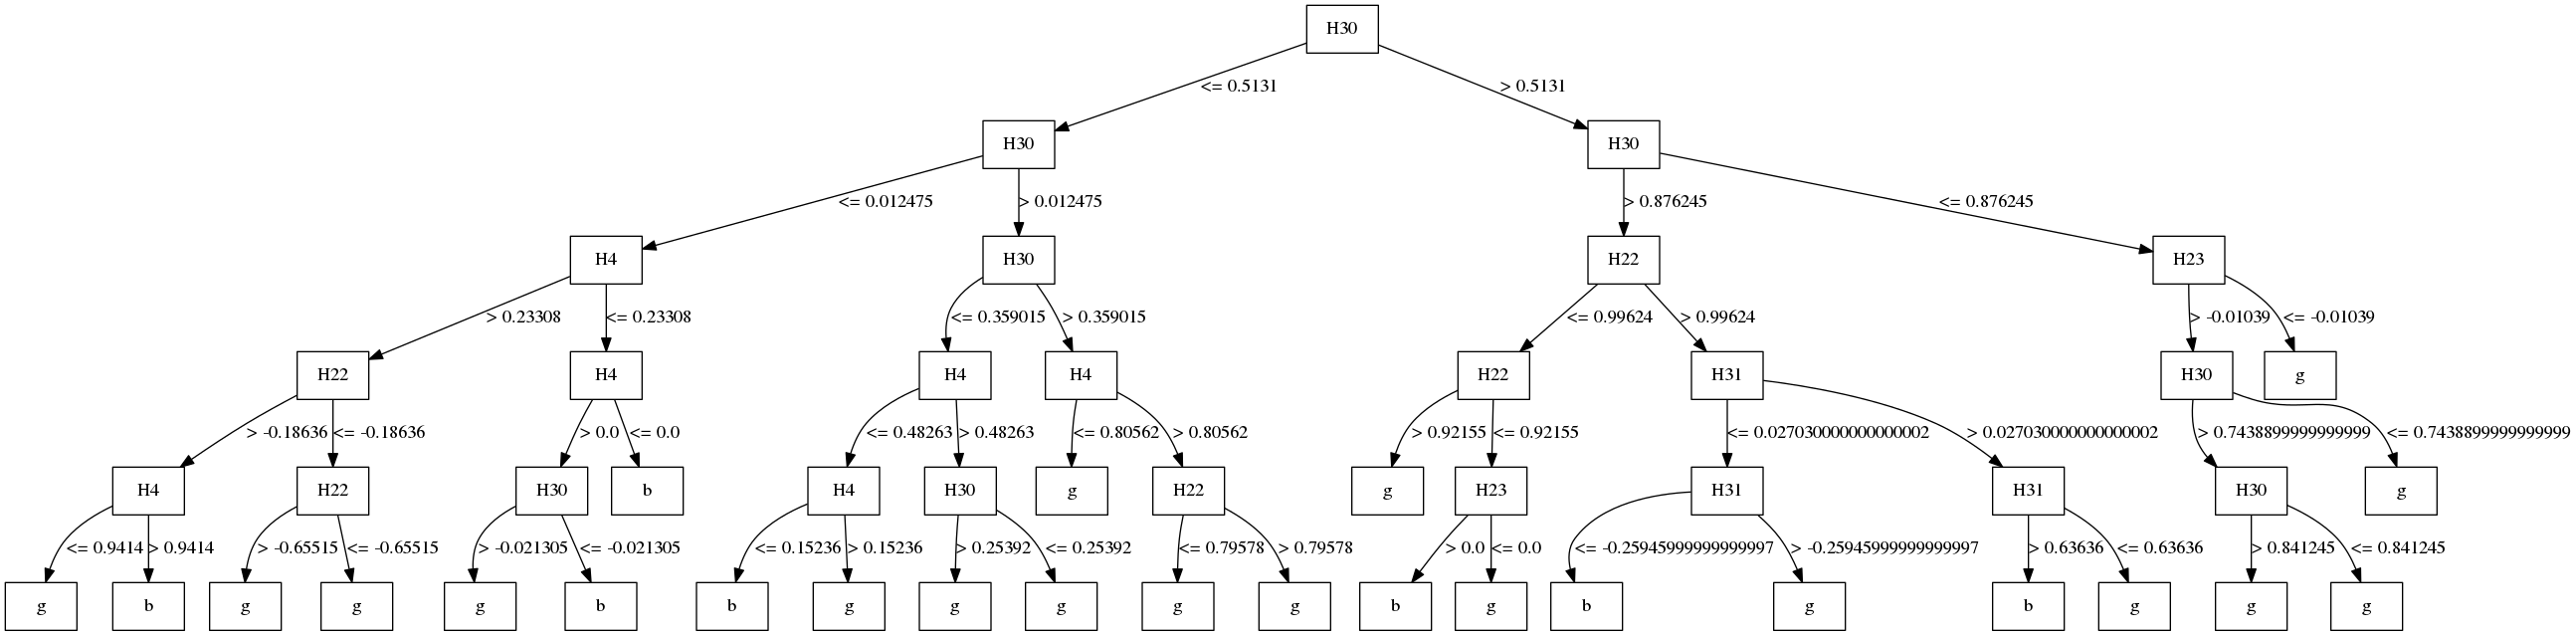 H30
<= 0.5131 > 0.5131
H30 H30
<= 0.012475 > 0.012475 > 0.876245 <= 0.876245
H4 H30 H22 H23
> 0.23308 <= 0.23308 <= 0.359015 > 0.359015 <= 0.99624 > 0.99624 > -0.01039 <= -0.01039
H22 H4 H4 H4 H22 H31 H30 g
> -0.18636 <= -0.18636 > 0.0 <= 0.0 <= 0.48263 > 0.48263 <= 0.80562 > 0.80562 > 0.92155 <= 0.92155 <= 0.027030000000000002 > 0.027030000000000002 > 0.7438899999999999 <= 0.7438899999999999
H4 H22 H30 b H4 H30 g H22 g H23 H31 H31 H30 g
<= 0.9414 > 0.9414 > -0.65515 <= -0.65515 > -0.021305 <= -0.021305 <= 0.15236 > 0.15236 > 0.25392 <= 0.25392 <= 0.79578 > 0.79578 > 0.0 <= 0.0 <= -0.25945999999999997 > -0.25945999999999997 > 0.63636 <= 0.63636 > 0.841245 <= 0.841245
g b g g g b b g g g g g b g b g b g g g